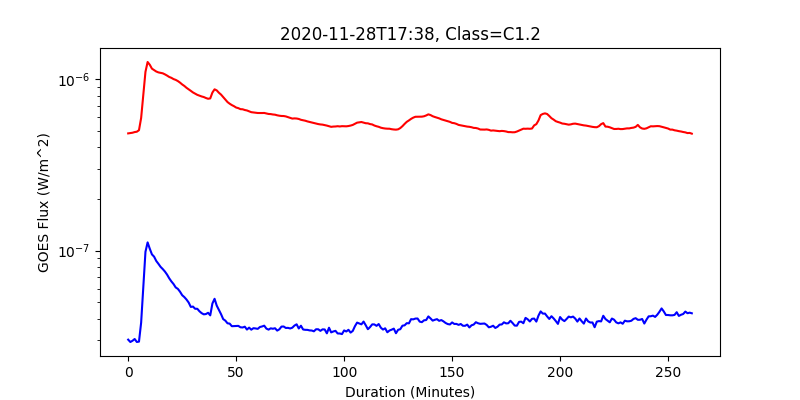 2020-11-28T17:38, Class=C1.2
GOES Flux (W/m^2)
10⁻⁶
10⁻⁷
0 50 100 150 200 250
Duration (Minutes)